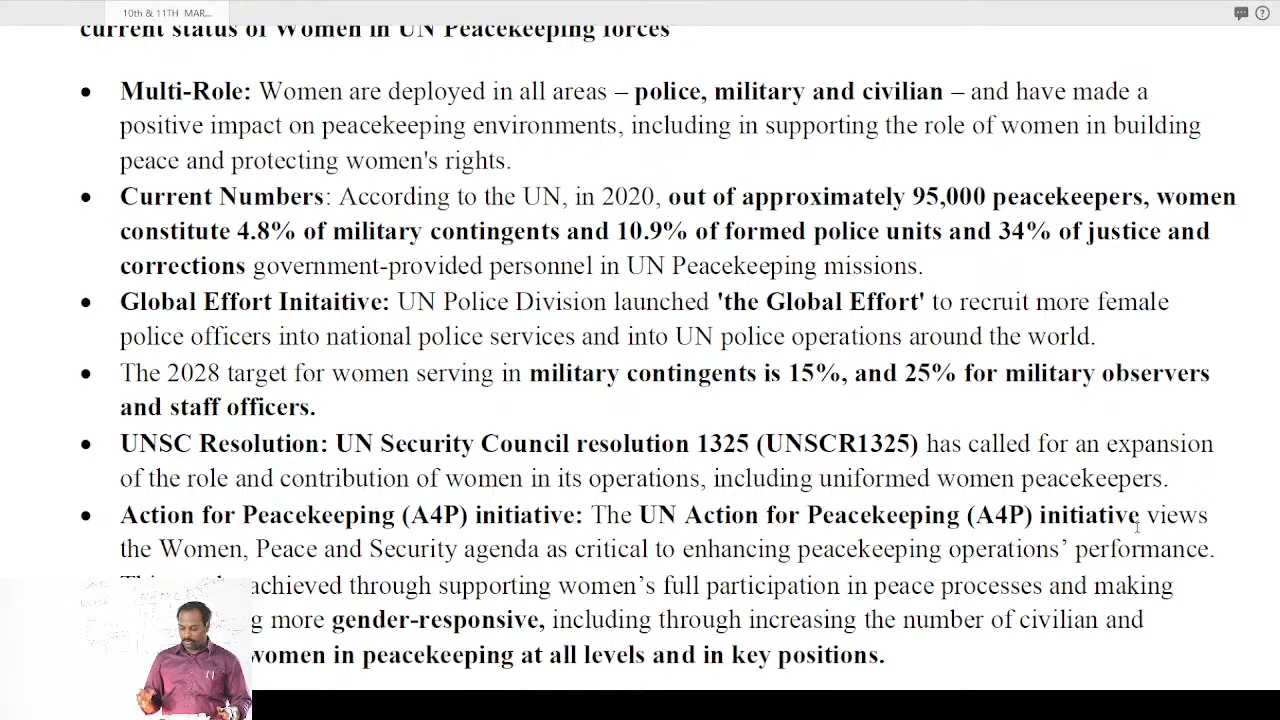 10th & 11TH MAR...
current status of Women in UN Peacekeeping forces
• Multi-Role: Women are deployed in all areas – police, military and civilian – and have made a
positive impact on peacekeeping environments, including in supporting the role of women in building
peace and protecting women's rights.
• Current Numbers: According to the UN, in 2020, out of approximately 95,000 peacekeepers, women
constitute 4.8% of military contingents and 10.9% of formed police units and 34% of justice and
corrections government-provided personnel in UN Peacekeeping missions.
• Global Effort Initaitive: UN Police Division launched 'the Global Effort' to recruit more female
police officers into national police services and into UN police operations around the world.
• The 2028 target for women serving in military contingents is 15%, and 25% for military observers
and staff officers.
• UNSC Resolution: UN Security Council resolution 1325 (UNSCR1325) has called for an expansion
of the role and contribution of women in its operations, including uniformed women peacekeepers.
• Action for Peacekeeping (A4P) initiative: The UN Action for Peacekeeping (A4P) initiative views
the Women, Peace and Security agenda as critical to enhancing peacekeeping operations’ performance.
achieved through supporting women’s full participation in peace processes and making
more gender-responsive, including through increasing the number of civilian and
women in peacekeeping at all levels and in key positions.